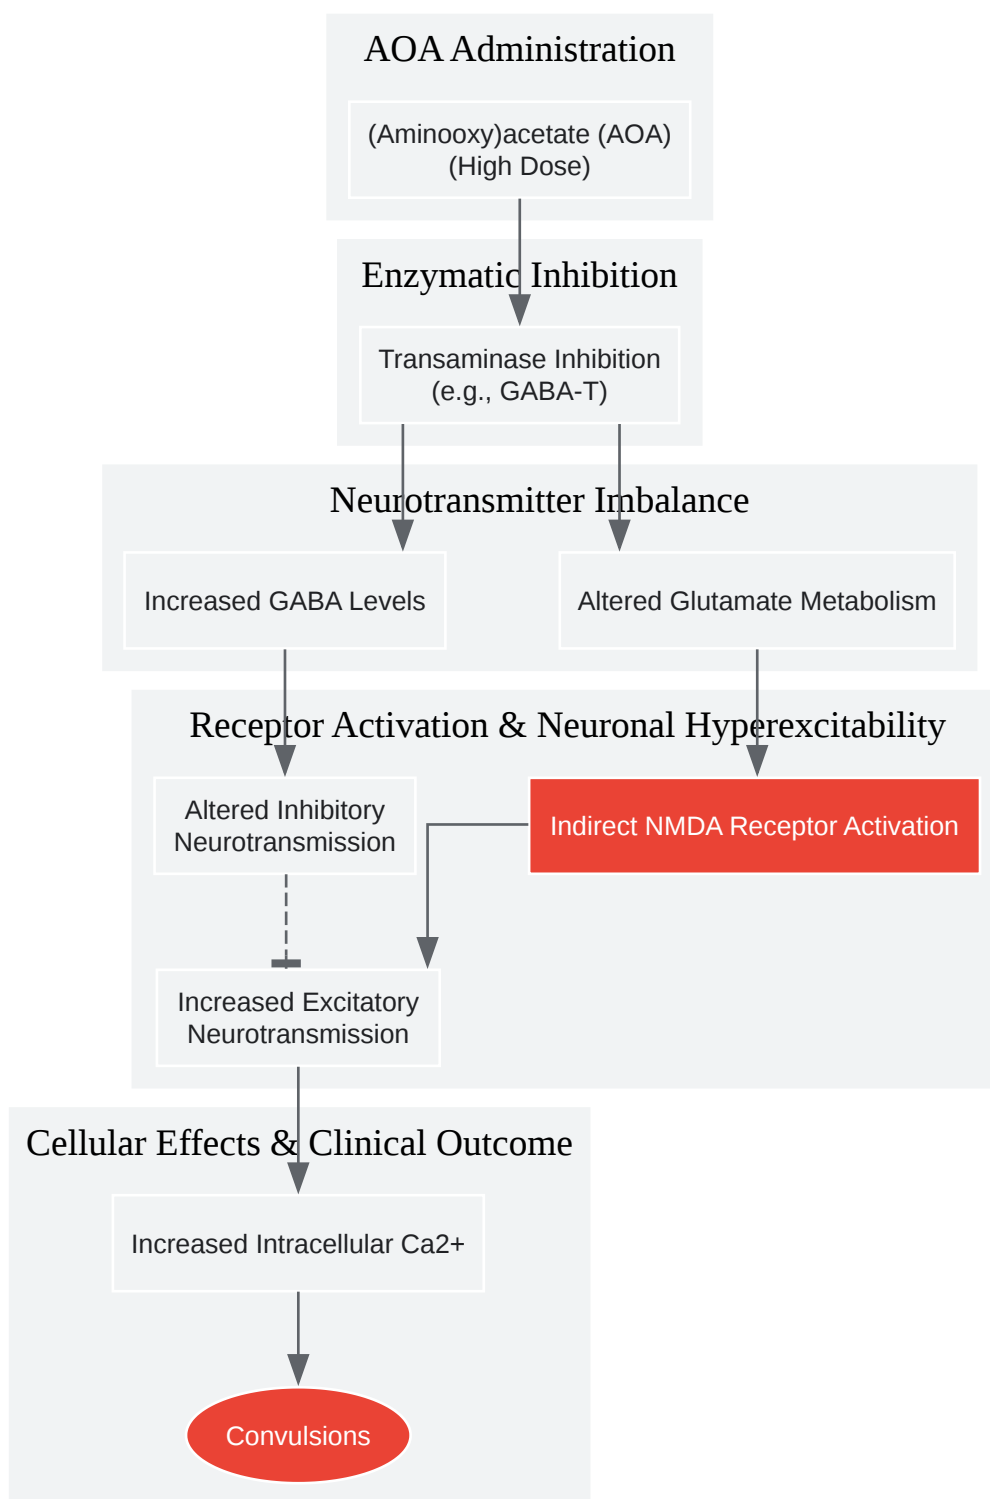 AOA Administration
(Aminooxy)acetate (AOA)
(High Dose)
Enzymatic Inhibition
Transaminase Inhibition
(e.g., GABA-T)
Neurotransmitter Imbalance
Increased GABA Levels
Altered Glutamate Metabolism
Receptor Activation & Neuronal Hyperexcitability
Altered Inhibitory
Neurotransmission
Indirect NMDA Receptor Activation
Increased Excitatory
Neurotransmission
Cellular Effects & Clinical Outcome
Increased Intracellular Ca2+
Convulsions